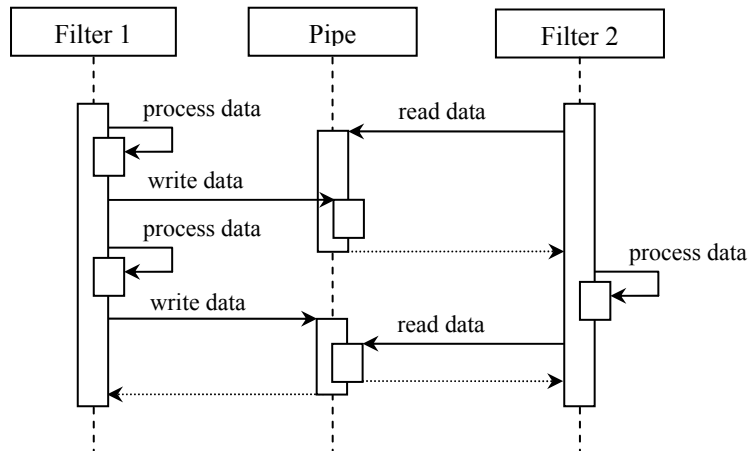 Filter 1
Pipe
Filter 2
process data
read data
write data
process data
process data
write data
read data